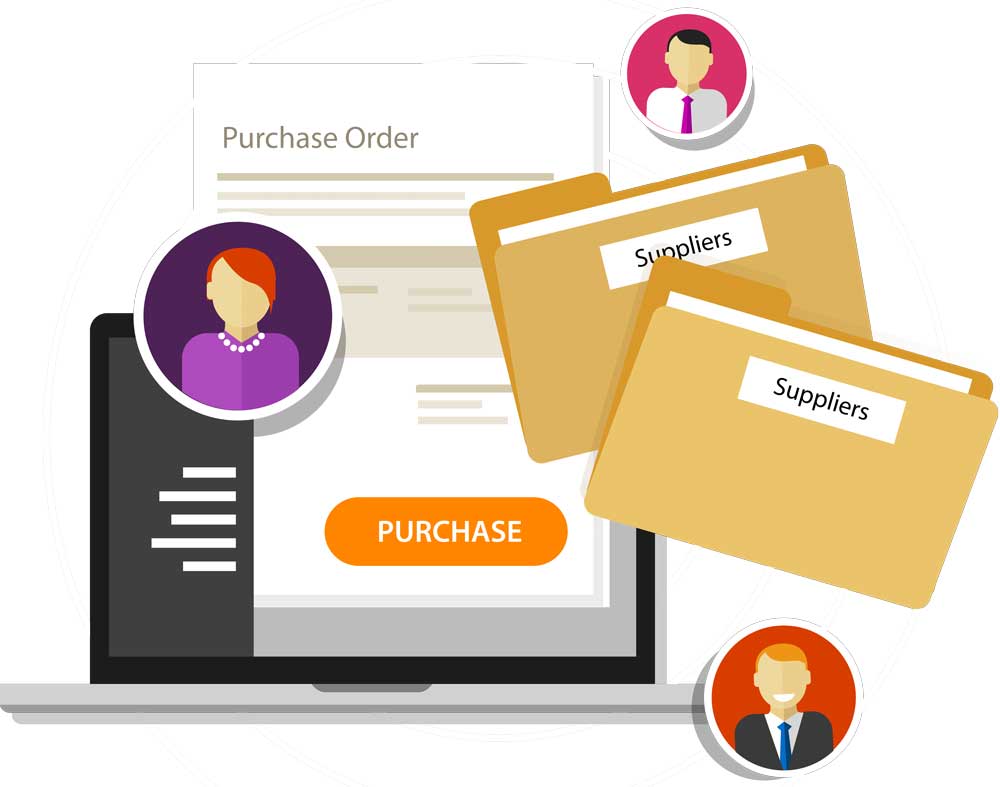 Purchase Order
Suppliers
Suppliers
PURCHASE